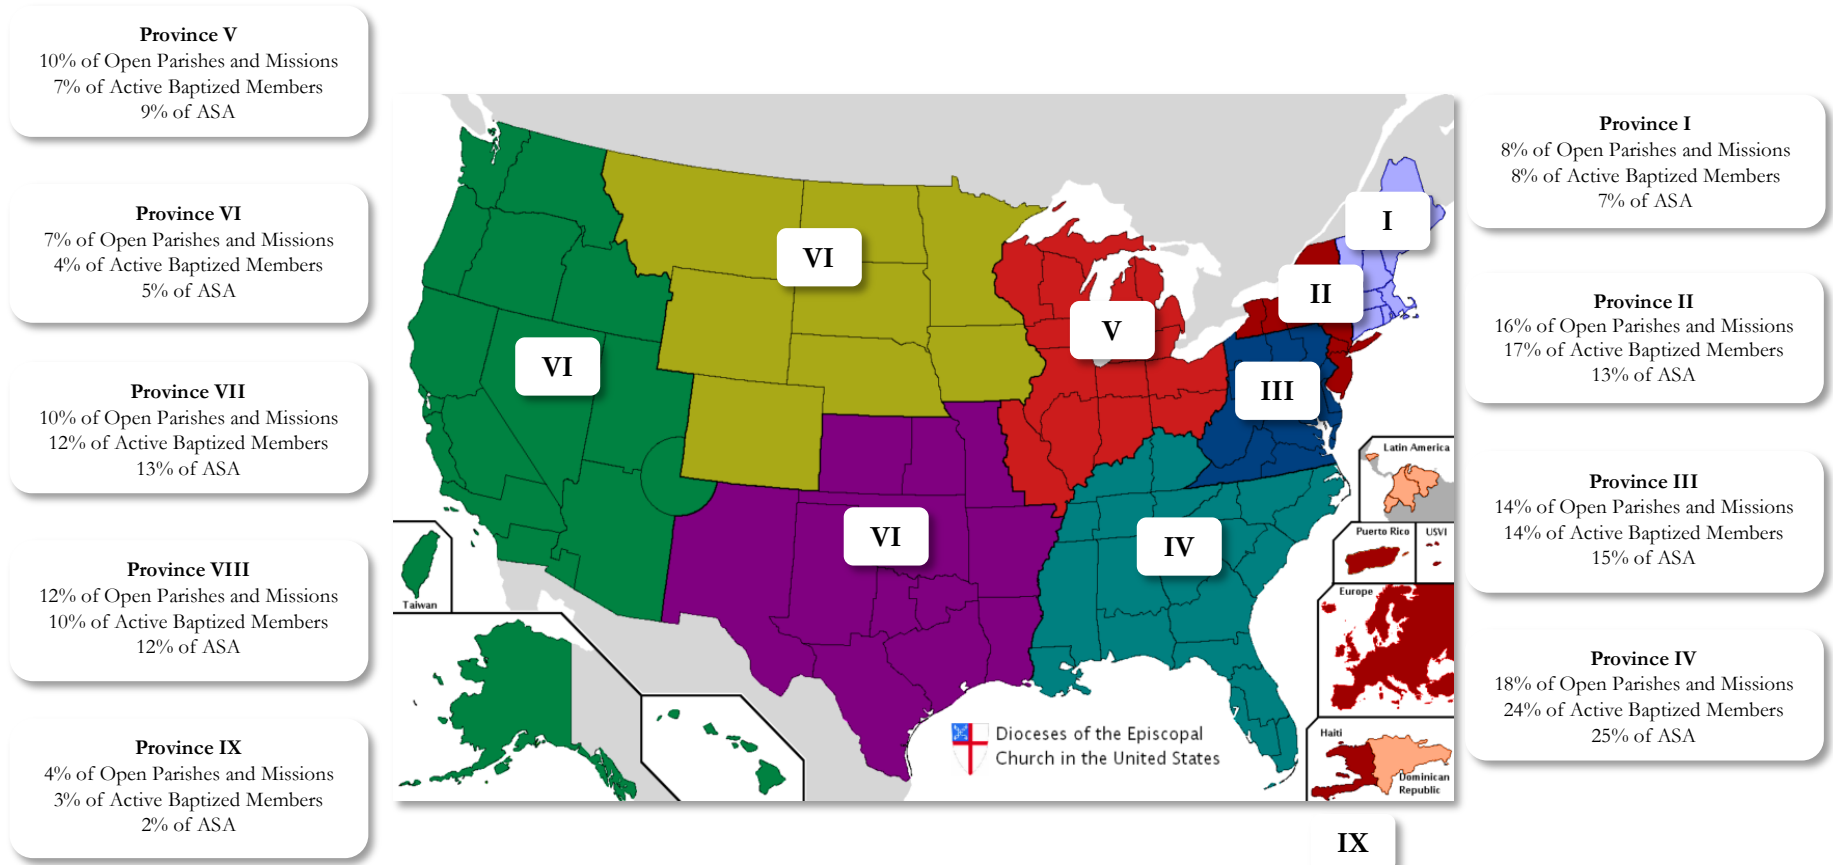 Province V
10% of Open Parishes and Missions
7% of Active Baptized Members
9% of ASA
Province VI
7% of Open Parishes and Missions
4% of Active Baptized Members
5% of ASA
Province VII
10% of Open Parishes and Missions
12% of Active Baptized Members
13% of ASA
Province VIII
12% of Open Parishes and Missions
10% of Active Baptized Members
12% of ASA
Province IX
4% of Open Parishes and Missions
3% of Active Baptized Members
2% of ASA
I
VI
II
V
VI
III
VI
IV
Taiwan
Latin America
Puerto Rico
USVI
Europe
Haiti
Dominican
Republic
Dioceses of the Episcopal
Church in the United States
IX
Province I
8% of Open Parishes and Missions
8% of Active Baptized Members
7% of ASA
Province II
16% of Open Parishes and Missions
17% of Active Baptized Members
13% of ASA
Province III
14% of Open Parishes and Missions
14% of Active Baptized Members
15% of ASA
Province IV
18% of Open Parishes and Missions
24% of Active Baptized Members
25% of ASA